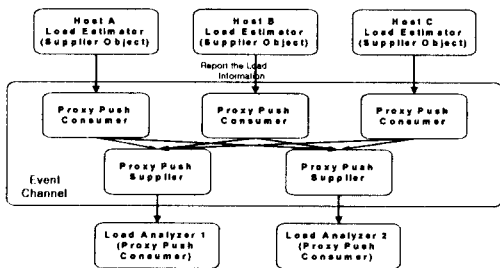 Host A
Load Estimator
(Supplier Object)
Host B
Load Estimator
(Supplier Object)
Host C
Load Estimator
(Supplier Object)
Report the Load
Information
Proxy Push
Consumer
Proxy Push
Consumer
Proxy Push
Consumer
Proxy Push
Supplier
Proxy Push
Supplier
Event
Channel
Load Analyzer 1
(Proxy Push
Consumer)
Load Analyzer 2
(Proxy Push
Consumer)